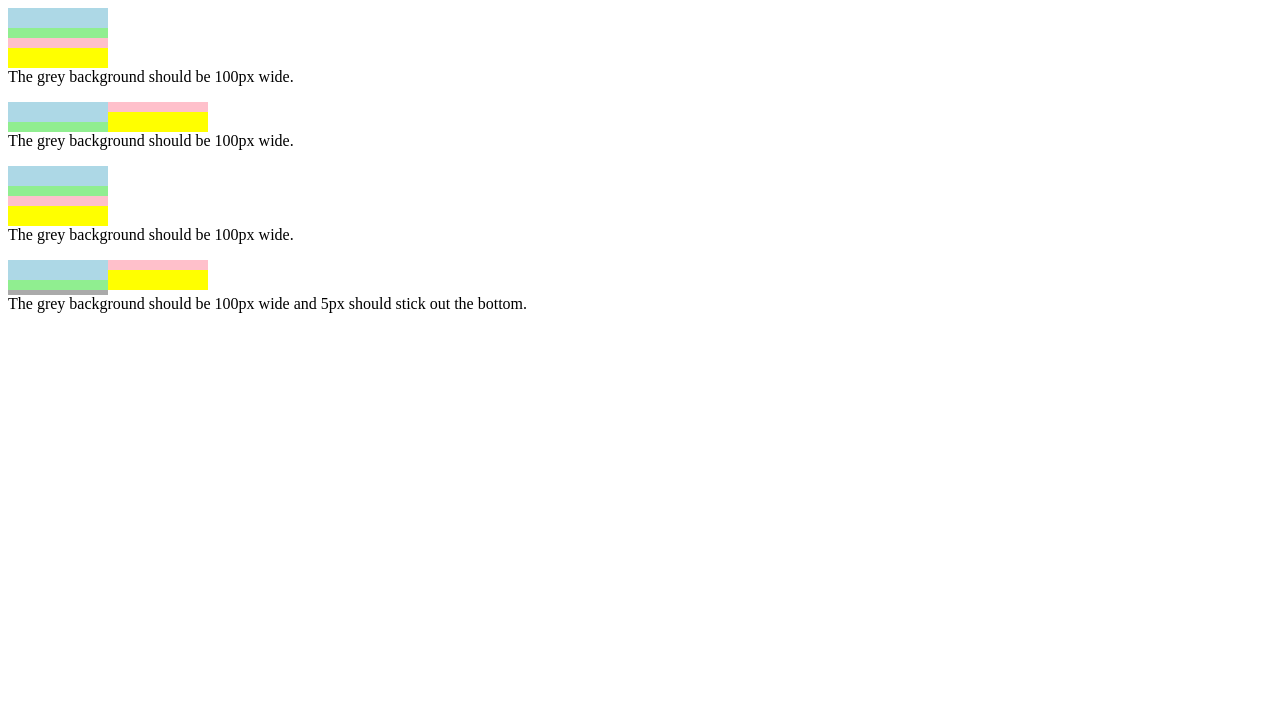 The grey background should be 100px wide.
The grey background should be 100px wide.
The grey background should be 100px wide.
The grey background should be 100px wide and 5px should stick out the bottom.